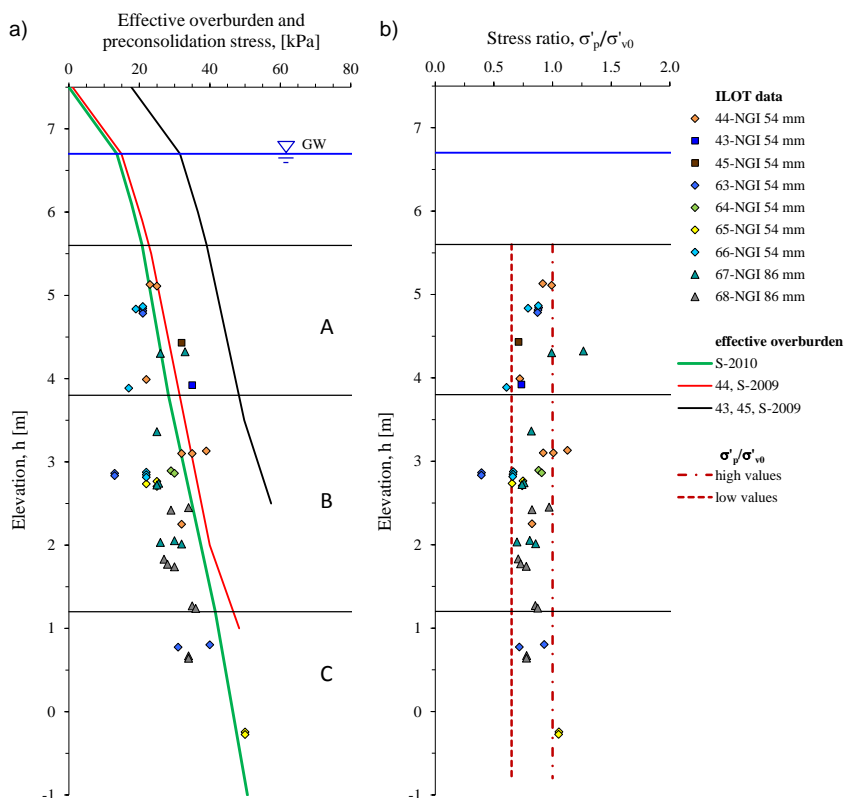 a)
Effective overburden and
preconsolidation stress, [kPa]
0 20 40 60 80
7
6
5
4
3
2
1
0
-1
Elevation, h [m]
GW
A
B
C
b)
Stress ratio, σ'p/σ'v0
0.0 0.5 1.0 1.5 2.0
7
6
5
4
3
2
1
0
-1
Elevation, h [m]
ILOT data
44-NGI 54 mm
43-NGI 54 mm
45-NGI 54 mm
63-NGI 54 mm
64-NGI 54 mm
65-NGI 54 mm
66-NGI 54 mm
67-NGI 86 mm
68-NGI 86 mm
effective overburden
S-2010
44, S-2009
43, 45, S-2009
σ'p/σ'v0
high values
low values